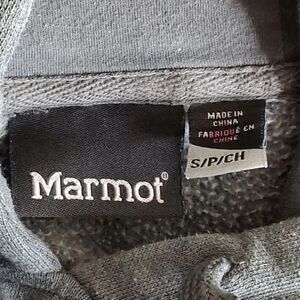 Marmot®
MADE IN
CHINA
FABRIQUÉ EN
CHINE
S/P/CH